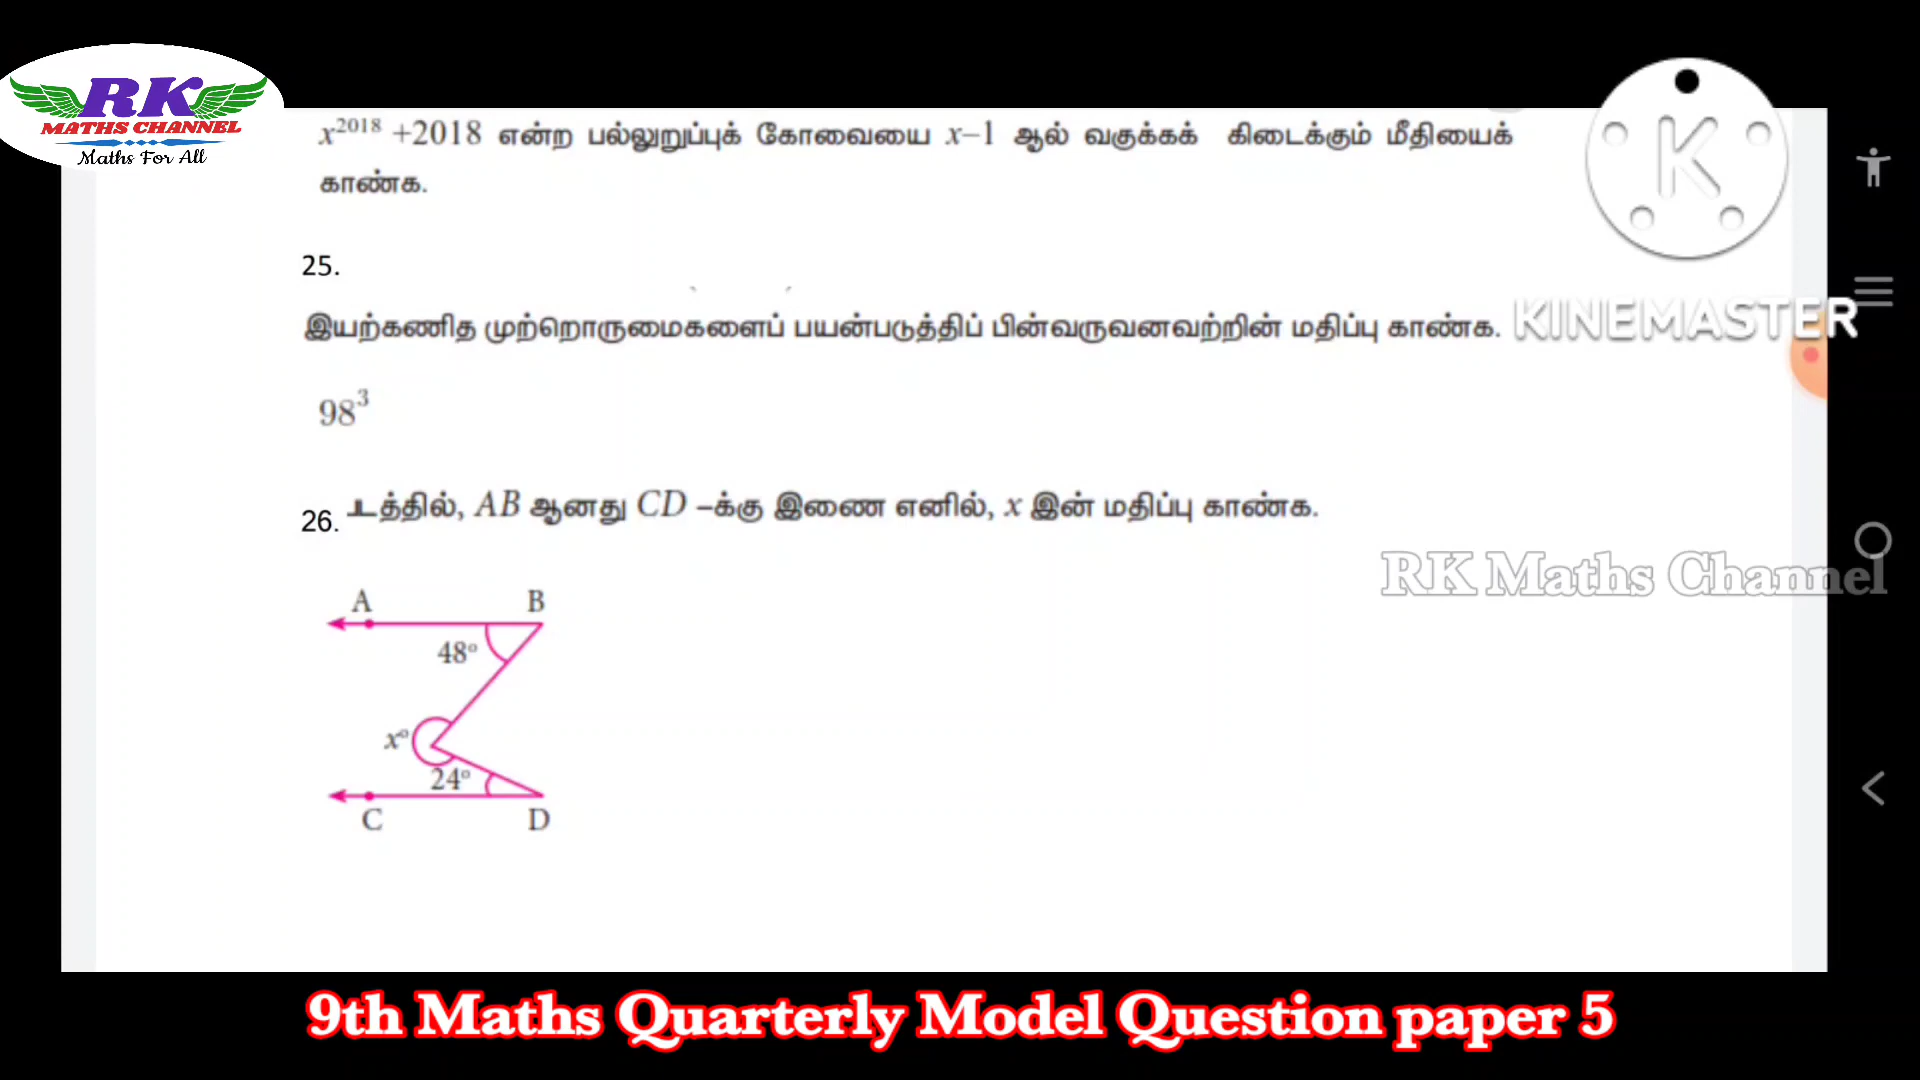 RK
MATHS CHANNEL
Maths For All
x²⁰¹⁸ +2018 என்ற பல்லுறுப்புக் கோவையை x–1 ஆல் வகுக்கக் கிடைக்கும் மீதியைக்
காண்க.
K
25.
இயற்கணித முற்றொருமைகளைப் பயன்படுத்திப் பின்வருவனவற்றின் மதிப்பு காண்க.
KINEMASTER
98³
26. படத்தில், AB ஆனது CD –க்கு இணை எனில், x இன் மதிப்பு காண்க.
RK Maths Channel
A B
48°
x°
24°
C D
9th Maths Quarterly Model Question paper 5